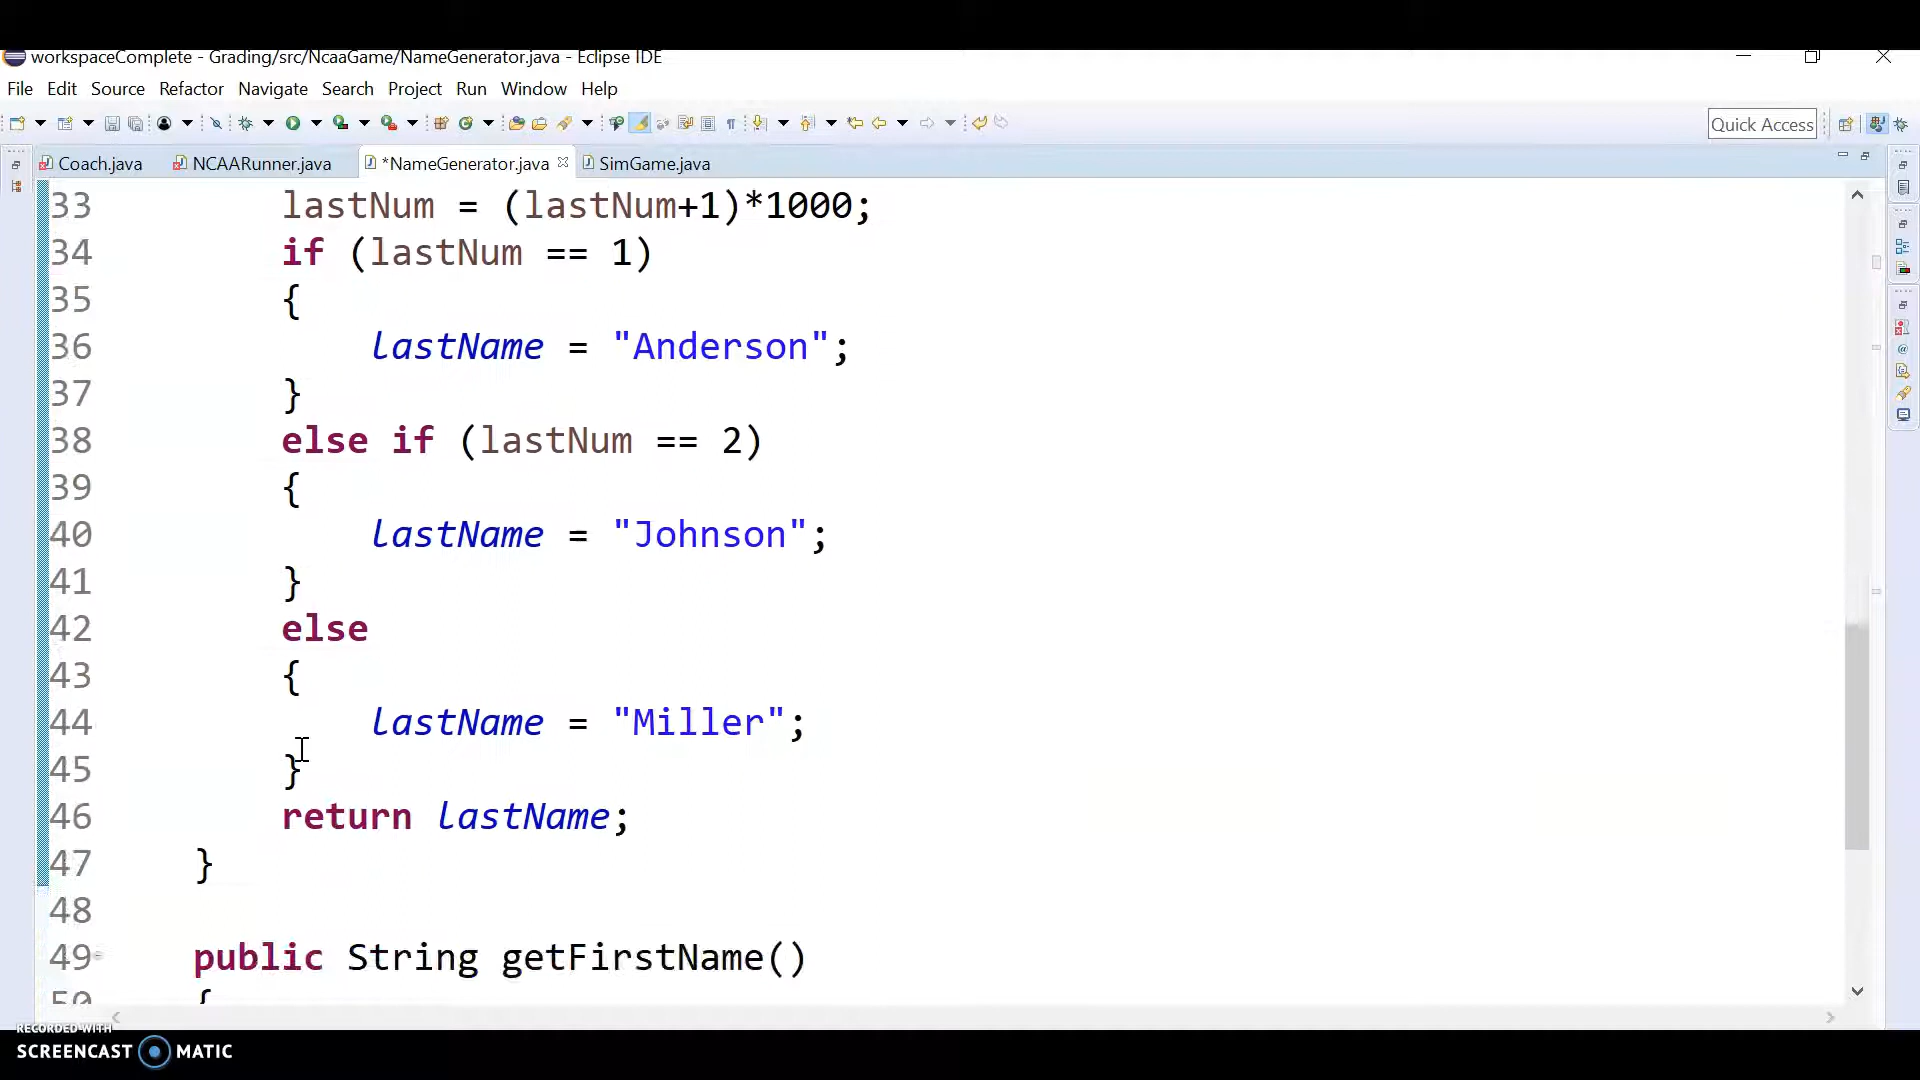 workspaceComplete - Grading/src/NcaaGame/NameGenerator.java - Eclipse IDE
File Edit Source Refactor Navigate Search Project Run Window Help
Quick Access
Coach.java NCAARunner.java *NameGenerator.java SimGame.java
33 lastNum = (lastNum+1)*1000;
34 if (lastNum == 1)
35 {
36 lastName = "Anderson";
37 }
38 else if (lastNum == 2)
39 {
40 lastName = "Johnson";
41 }
42 else
43 {
44 lastName = "Miller";
45 }
46 return lastName;
47 }
48
49 public String getFirstName()
50 {
RECORDED WITH
SCREENCAST MATIC